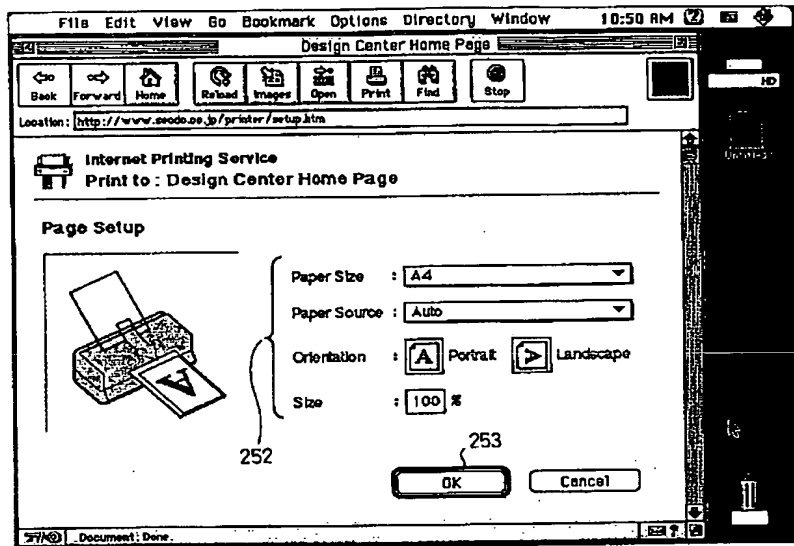 File Edit View Go Bookmark Options Directory Window 10:50 AM
Design Center Home Page
Back Forward Home Reload Images Open Print Find Stop
HD
Location: http://www.seodo.oe.jp/printer/setup.htm
Internet Printing Service
Print to : Design Center Home Page
Page Setup
Paper Size : A4
Paper Source : Auto
Orientation : A Portrait A Landscape
Size : 100 %
A
252
253
OK Cancel
Document: Done.